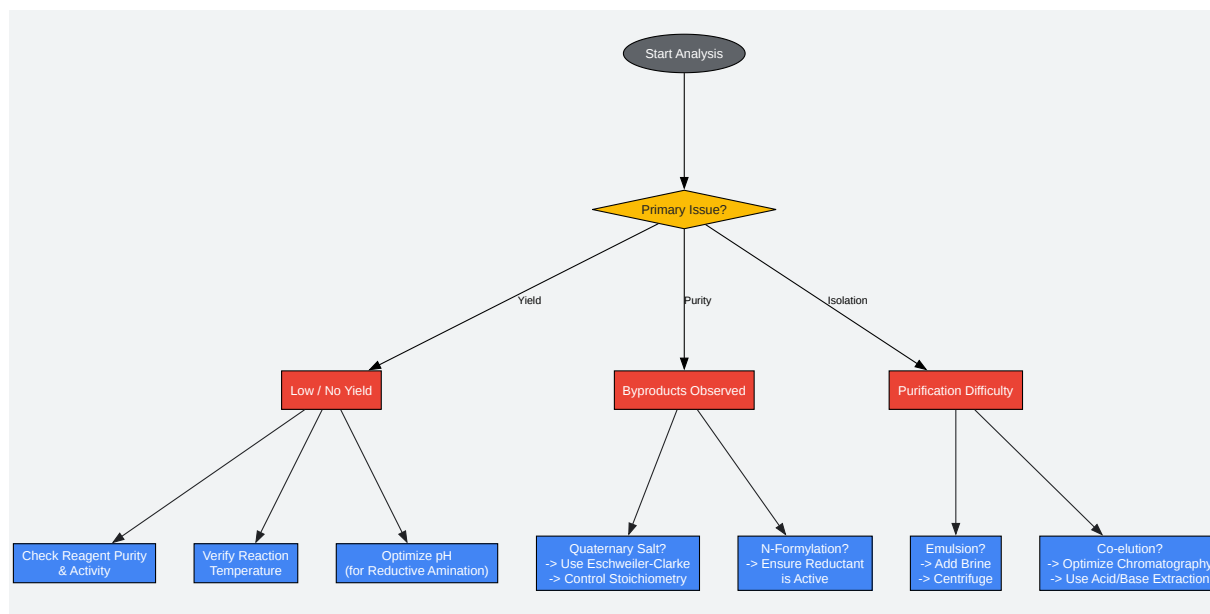 Start Analysis
Primary Issue?
Yield
Purity
Isolation
Low / No Yield
Byproducts Observed
Purification Difficulty
Check Reagent Purity
& Activity
Verify Reaction
Temperature
Optimize pH
(for Reductive Amination)
Quaternary Salt?
-> Use Eschweiler-Clarke
-> Control Stoichiometry
N-Formylation?
-> Ensure Reductant
is Active
Emulsion?
-> Add Brine
-> Centrifuge
Co-elution?
-> Optimize Chromatography
-> Use Acid/Base Extraction